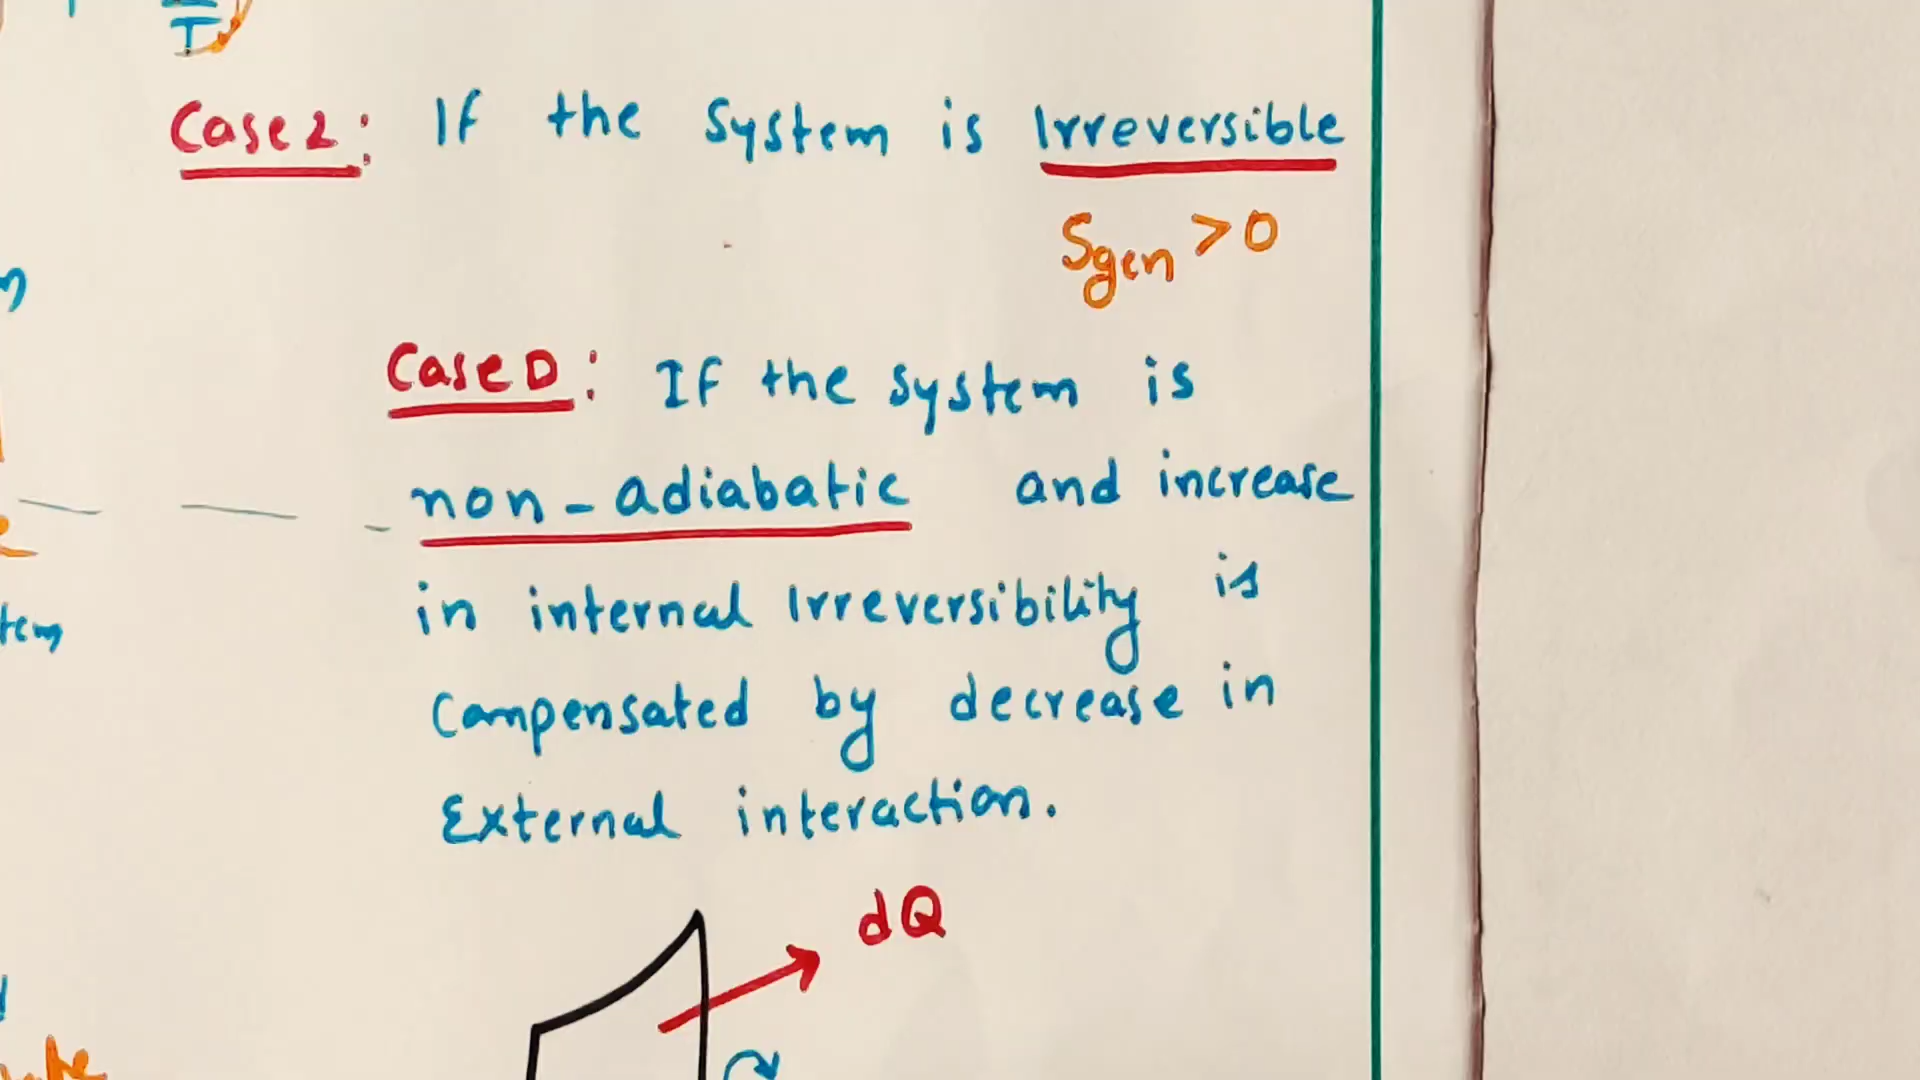 T
Case 2: If the system is Irreversible
Sgen > 0
Case D: If the system is
non-adiabatic and increase
in internal Irreversibility is
Compensated by decrease in
External interaction.
dQ
tem